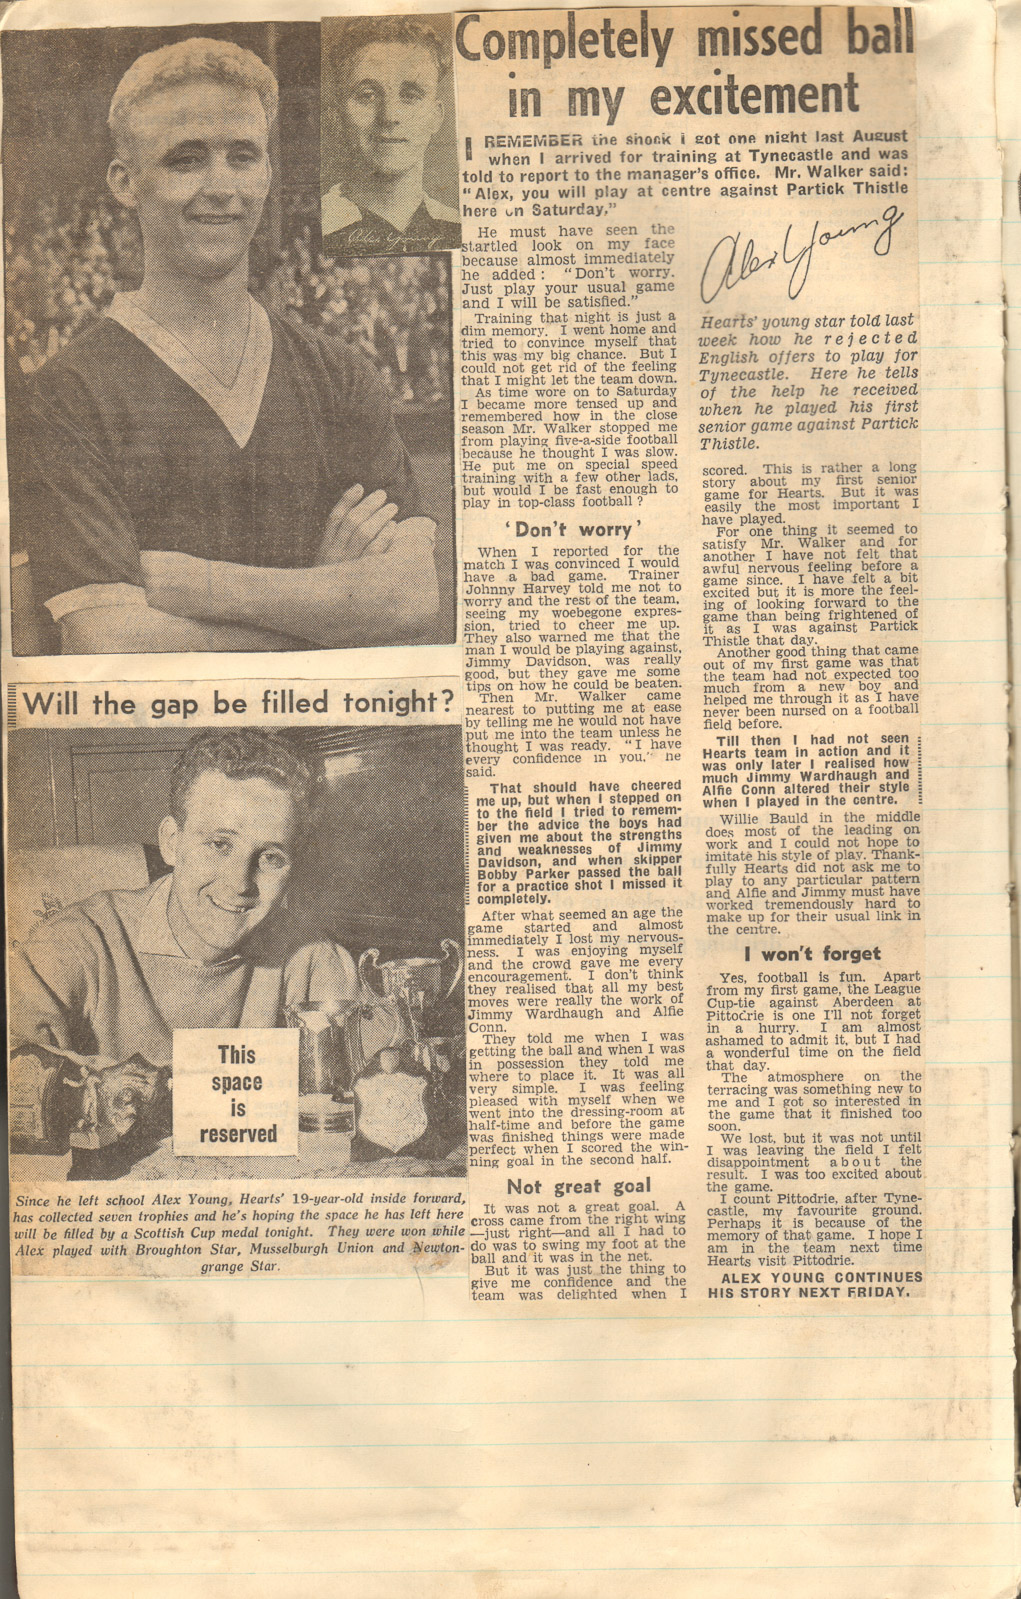 Completely missed ball
in my excitement
I REMEMBER the shock I got one night last August
when I arrived for training at Tynecastle and was
told to report to the manager's office. Mr. Walker said:
"Alex, you will play at centre against Partick Thistle
here on Saturday."
He must have seen the
startled look on my face
because almost immediately
he added: "Don't worry.
Just play your usual game
and I will be satisfied."
Training that night is just a
dim memory. I went home and
tried to convince myself that
this was my big chance. But I
could not get rid of the feeling
that I might let the team down.
As time wore on to Saturday
I became more tensed up and
remembered how in the close
season Mr. Walker stopped me
from playing five-a-side football
because he thought I was slow.
He put me on special speed
training with a few other lads,
but would I be fast enough to
play in top-class football?
'Don't worry'
When I reported for the
match I was convinced I would
have a bad game. Trainer
Johnny Harvey told me not to
worry and the rest of the team,
seeing my woebegone expres-
sion, tried to cheer me up.
They also warned me that the
man I would be playing against,
Jimmy Davidson, was really
good, but they gave me some
tips on how he could be beaten.
Then Mr. Walker came
nearest to putting me at ease
by telling me he would not have
put me into the team unless he
thought I was ready. "I have
every confidence in you," he
said.
That should have cheered
me up, but when I stepped on
to the field I tried to remem-
ber the advice the boys had
given me about the strengths
and weaknesses of Jimmy
Davidson, and when skipper
Bobby Parker passed the ball
for a practice shot I missed it
completely.
After what seemed an age the
game started and almost
immediately I lost my nervous-
ness. I was enjoying myself
and the crowd gave me every
encouragement. I don't think
they realised that all my best
moves were really the work of
Jimmy Wardhaugh and Alfie
Conn.
They told me when I was
getting the ball and when I was
in possession they told me
where to place it. It was all
very simple. I was feeling
pleased with myself when we
went into the dressing-room at
half-time and before the game
was finished things were made
perfect when I scored the win-
ning goal in the second half.
Not great goal
It was not a great goal. A
cross came from the right wing
—just right—and all I had to
do was to swing my foot at the
ball and it was in the net.
But it was just the thing to
give me confidence and the
team was delighted when I
Alex Young
Hearts' young star told last
week how he rejected
English offers to play for
Tynecastle. Here he tells
of the help he received
when he played his first
senior game against Partick
Thistle.
scored. This is rather a long
story about my first senior
game for Hearts. But it was
easily the most important I
have played.
For one thing it seemed to
satisfy Mr. Walker and for
another I have not felt that
awful nervous feeling before a
game since. I have felt a bit
excited but it is more the feel-
ing of looking forward to the
game than being frightened of
it as I was against Partick
Thistle that day.
Another good thing that came
out of my first game was that
the team had not expected too
much from a new boy and
helped me through it as I have
never been nursed on a football
field before.
Till then I had not seen
Hearts team in action and it
was only later I realised how
much Jimmy Wardhaugh and
Alfie Conn altered their style
when I played in the centre.
Willie Bauld in the middle
does most of the leading on
work and I could not hope to
imitate his style of play. Thank-
fully Hearts did not ask me to
play to any particular pattern
and Alfie and Jimmy must have
worked tremendously hard to
make up for their usual link in
the centre.
I won't forget
Yes, football is fun. Apart
from my first game, the League
Cup-tie against Aberdeen at
Pittodrie is one I'll not forget
in a hurry. I am almost
ashamed to admit it, but I had
a wonderful time on the field
that day.
The atmosphere on the
terracing was something new to
me and I got so interested in
the game that it finished too
soon.
We lost, but it was not until
I was leaving the field I felt
disappointment about the
result. I was too excited about
the game.
I count Pittodrie, after Tyne-
castle, my favourite ground.
Perhaps it is because of the
memory of that game. I hope I
am in the team next time
Hearts visit Pittodrie.
ALEX YOUNG CONTINUES
HIS STORY NEXT FRIDAY.
Alex Young
Will the gap be filled tonight?
This
space
is
reserved
Since he left school Alex Young, Hearts' 19-year-old inside forward,
has collected seven trophies and he's hoping the space he has left here
will be filled by a Scottish Cup medal tonight. They were won while
Alex played with Broughton Star, Musselburgh Union and Newton-
grange Star.